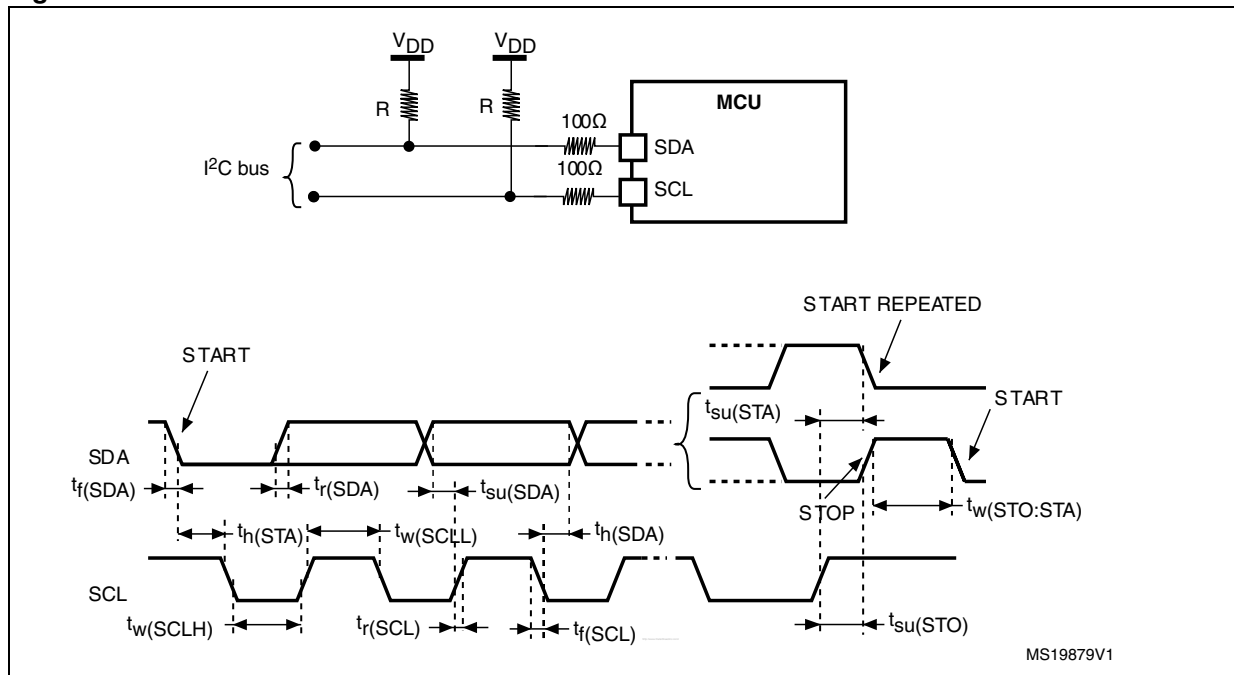 VDD VDD
R R
100Ω
100Ω
MCU
SDA
SCL
I²C bus
START REPEATED
START
START
tsu(STA)
SDA
tf(SDA)
tr(SDA)
tsu(SDA)
STOP
tw(STO:STA)
th(STA)
tw(SCLL)
th(SDA)
SCL
tw(SCLH)
tr(SCL)
tf(SCL)
tsu(STO)
MS19879V1